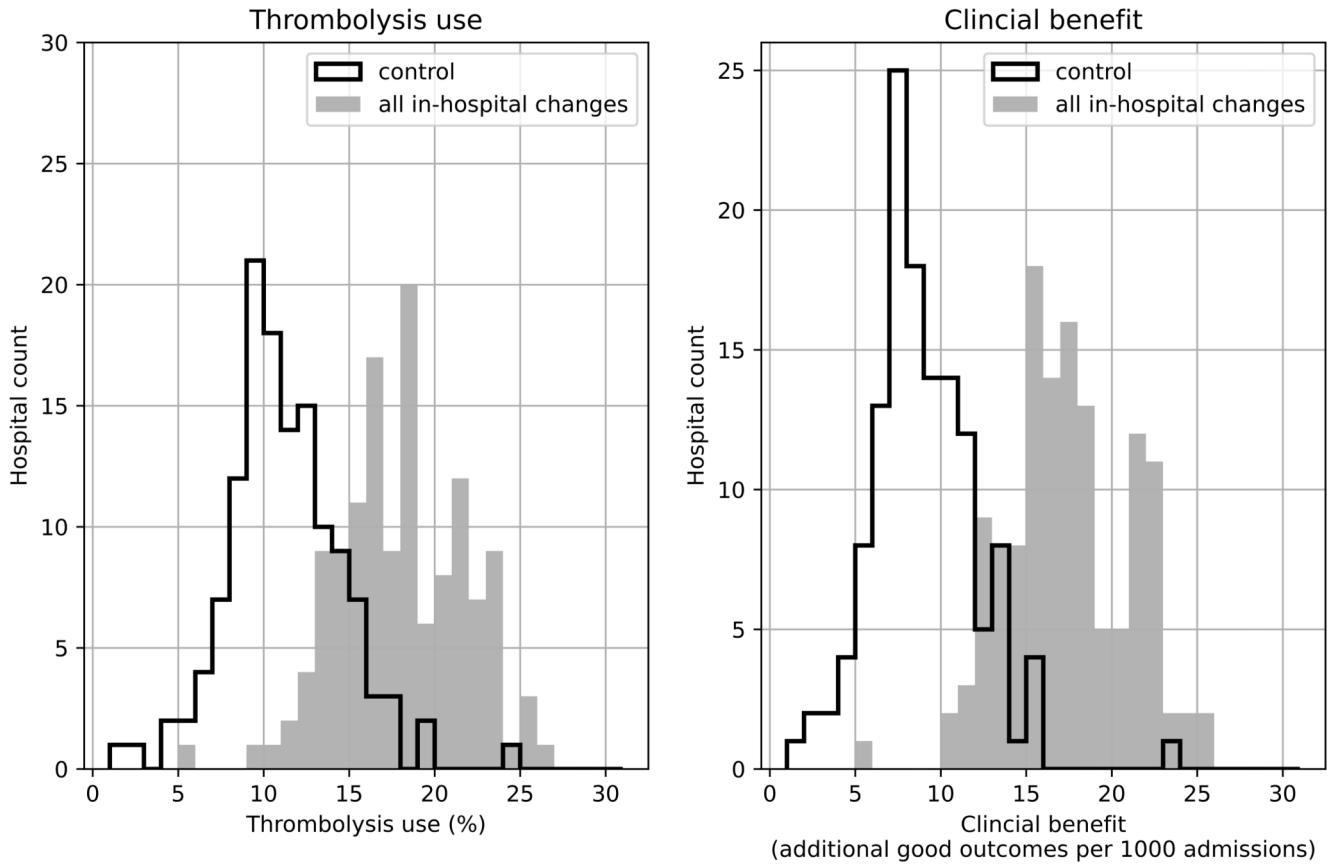 Thrombolysis use
30
25
20
15
10
5
0
Hospital count
control
all in-hospital changes
0 5 10 15 20 25 30
Thrombolysis use (%)
Clincial benefit
25
20
15
10
5
0
Hospital count
control
all in-hospital changes
0 5 10 15 20 25 30
Clincial benefit
(additional good outcomes per 1000 admissions)